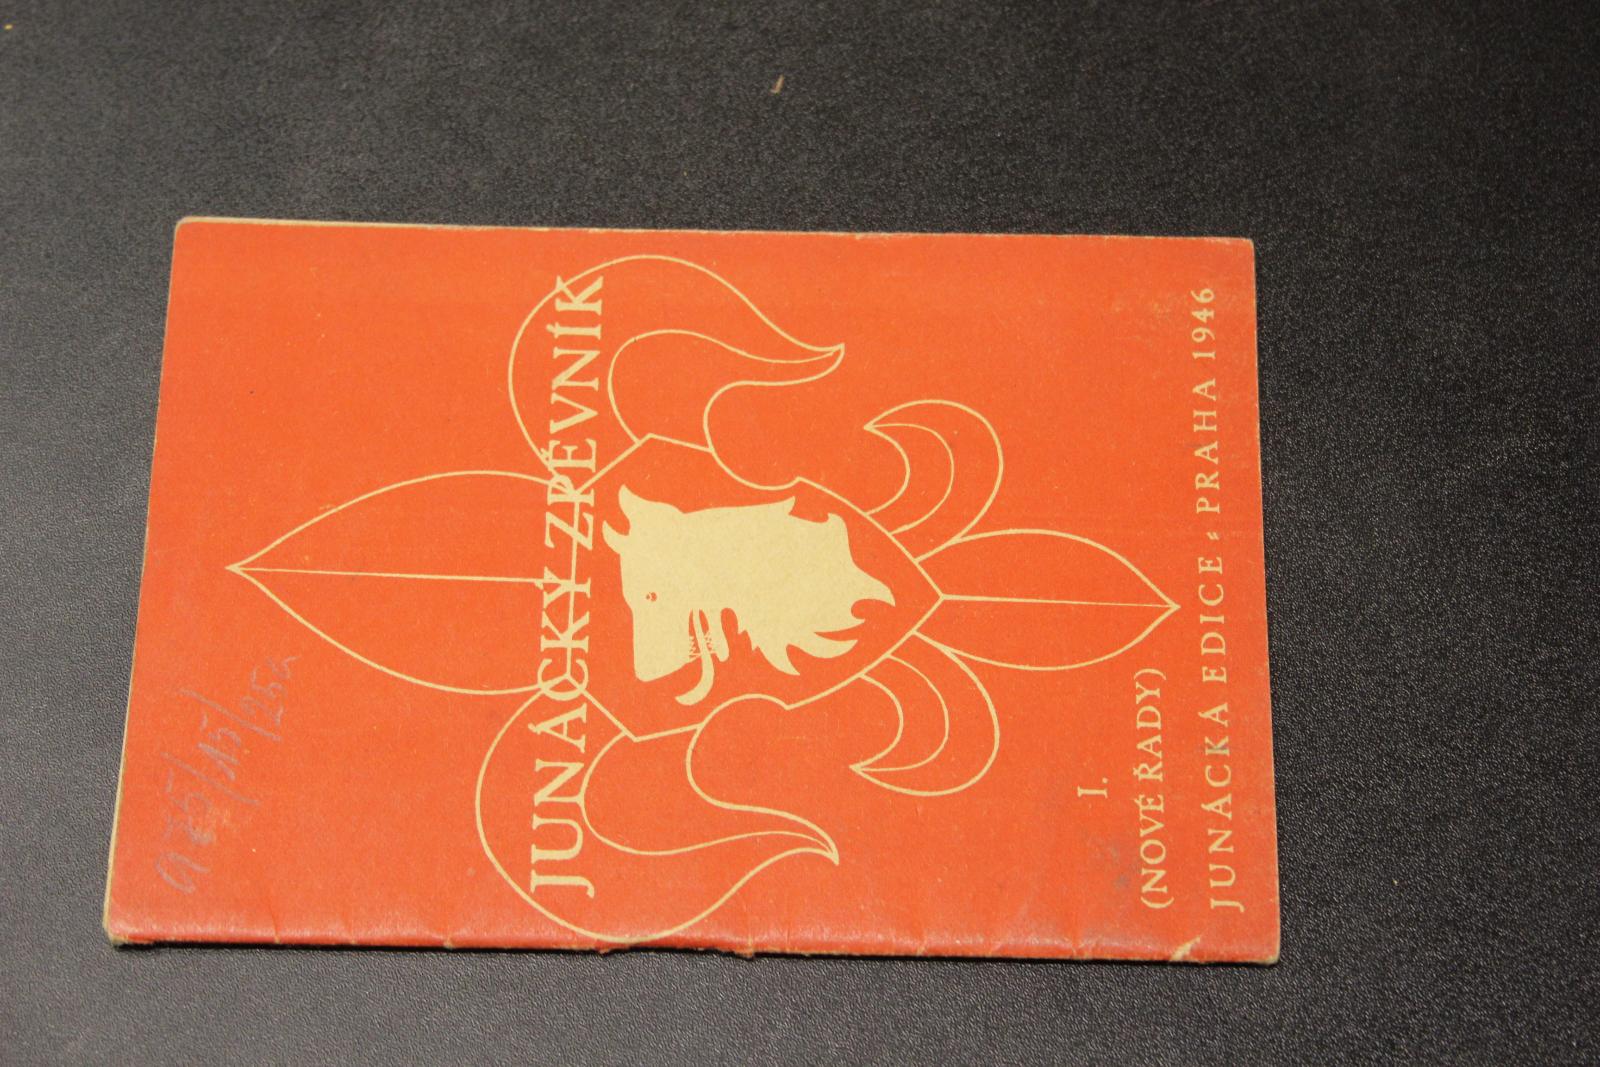 JUNÁCKÝ ZPĚVNÍK
I.
(NOVÉ ŘADY)
JUNÁCKÁ EDICE : PRAHA 1946